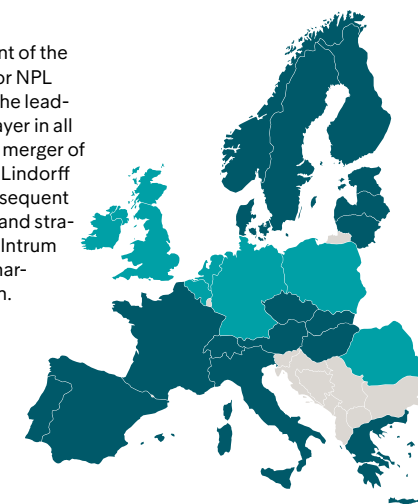 nt of the
or NPL
he lead-
ayer in all
merger of
Lindorff
sequent
and stra-
Intrum
nar-
n.